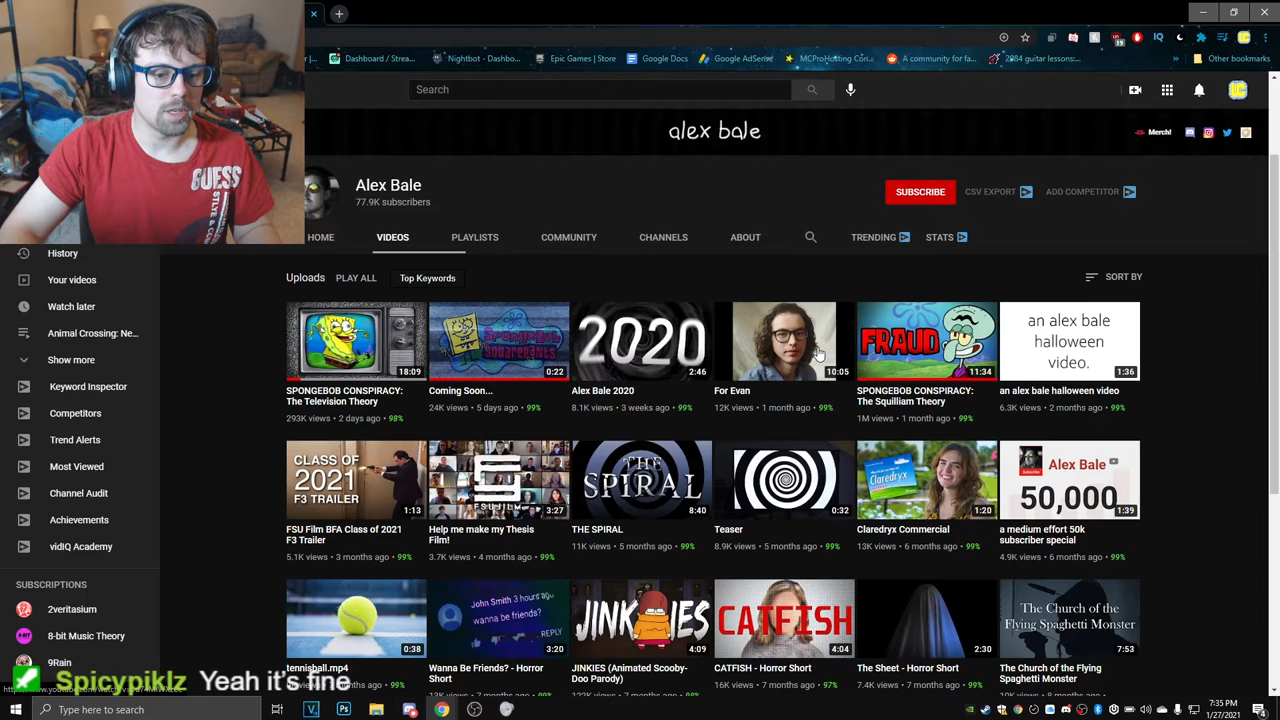 Dashboard / Strea...
Nightbot - Dashbo...
Epic Games | Store
Google Docs
Google AdSense
MCProHosting Con...
A community for fa...
2084 guitar lessons:...
»
Other bookmarks
19
IQ
Search
alex bale
Merch!
Alex Bale
77.9K subscribers
SUBSCRIBE
CSV EXPORT
ADD COMPETITOR
GUESS
HOME
VIDEOS
PLAYLISTS
COMMUNITY
CHANNELS
ABOUT
TRENDING
STATS
History
Your videos
Watch later
Animal Crossing: Ne...
Show more
Keyword Inspector
Competitors
Trend Alerts
Most Viewed
Channel Audit
Achievements
vidIQ Academy
SUBSCRIPTIONS
2veritasium
8-bit Music Theory
9Rain
Uploads
PLAY ALL
Top Keywords
SORT BY
18:09
SPONGEBOB CONSPIRACY:
The Television Theory
293K views • 2 days ago • 98%
SpongeBob
SquarePants
0:22
Coming Soon...
24K views • 5 days ago • 99%
2020
2:46
Alex Bale 2020
8.1K views • 3 weeks ago • 99%
10:05
For Evan
12K views • 1 month ago • 99%
FRAUD
11:34
SPONGEBOB CONSPIRACY:
The Squilliam Theory
1M views • 1 month ago • 99%
an alex bale
halloween
video.
1:36
an alex bale halloween video
6.3K views • 2 months ago • 99%
CLASS OF
2021
F3 TRAILER
1:13
FSU Film BFA Class of 2021
F3 Trailer
5.1K views • 3 months ago • 99%
FSUFILM
3:27
Help me make my Thesis
Film!
3.7K views • 4 months ago • 99%
THE
SPIRAL
8:40
THE SPIRAL
11K views • 5 months ago • 99%
0:32
Teaser
8.9K views • 5 months ago • 99%
Claredryx
1:20
Claredryx Commercial
13K views • 6 months ago • 99%
Alex Bale
50,000
1:39
a medium effort 50k
subscriber special
4.9K views • 6 months ago • 99%
0:38
tennisball.mp4
John Smith 3 hours ago
wanna be friends?
REPLY
3:20
Wanna Be Friends? - Horror
Short
JINKIES
4:09
JINKIES (Animated Scooby-
Doo Parody)
CATFISH
4:04
CATFISH - Horror Short
16K views • 7 months ago • 99%
2:30
The Sheet - Horror Short
The Church of the
Flying Spaghetti Monster
7:53
The Church of the
Flying Spaghetti Monster
Spicypiklz Yeah it's fine
Type here to search
7:35 PM
1/27/2021